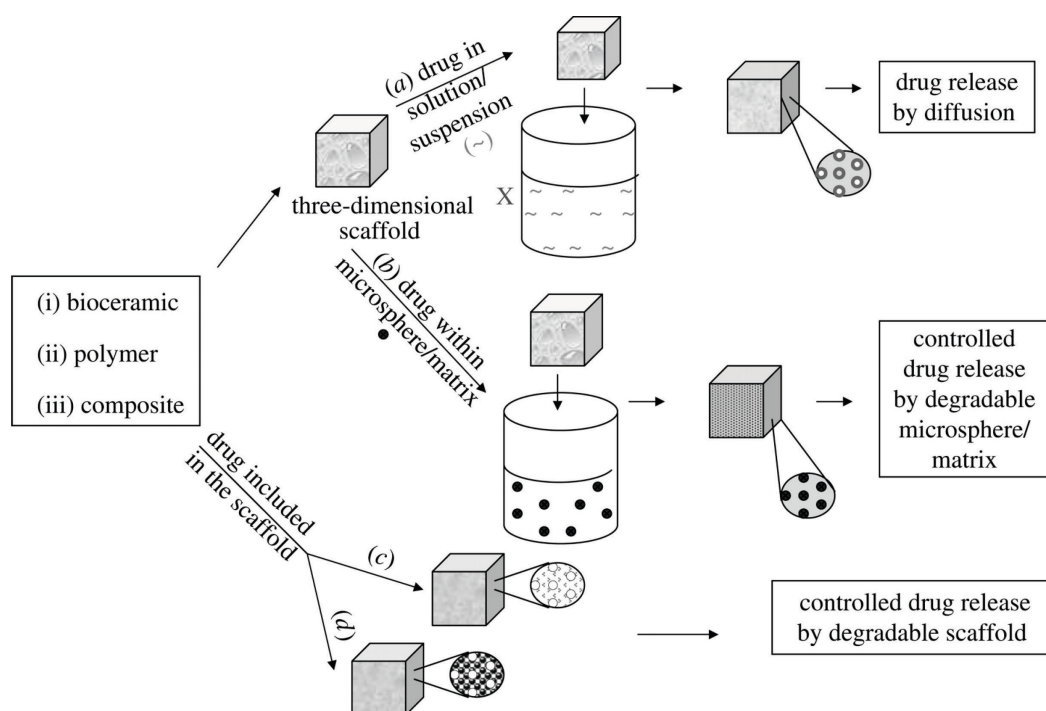 (i) bioceramic
(ii) polymer
(iii) composite
three-dimensional
scaffold
(a) drug in
solution/
suspension
(~)
X
~ ~ ~
~ ~ ~ ~
~ ~ ~
drug release
by diffusion
(b) drug within
microsphere/matrix
controlled
drug release
by degradable
microsphere/
matrix
drug included
in the scaffold
(c)
(d)
controlled drug release
by degradable scaffold